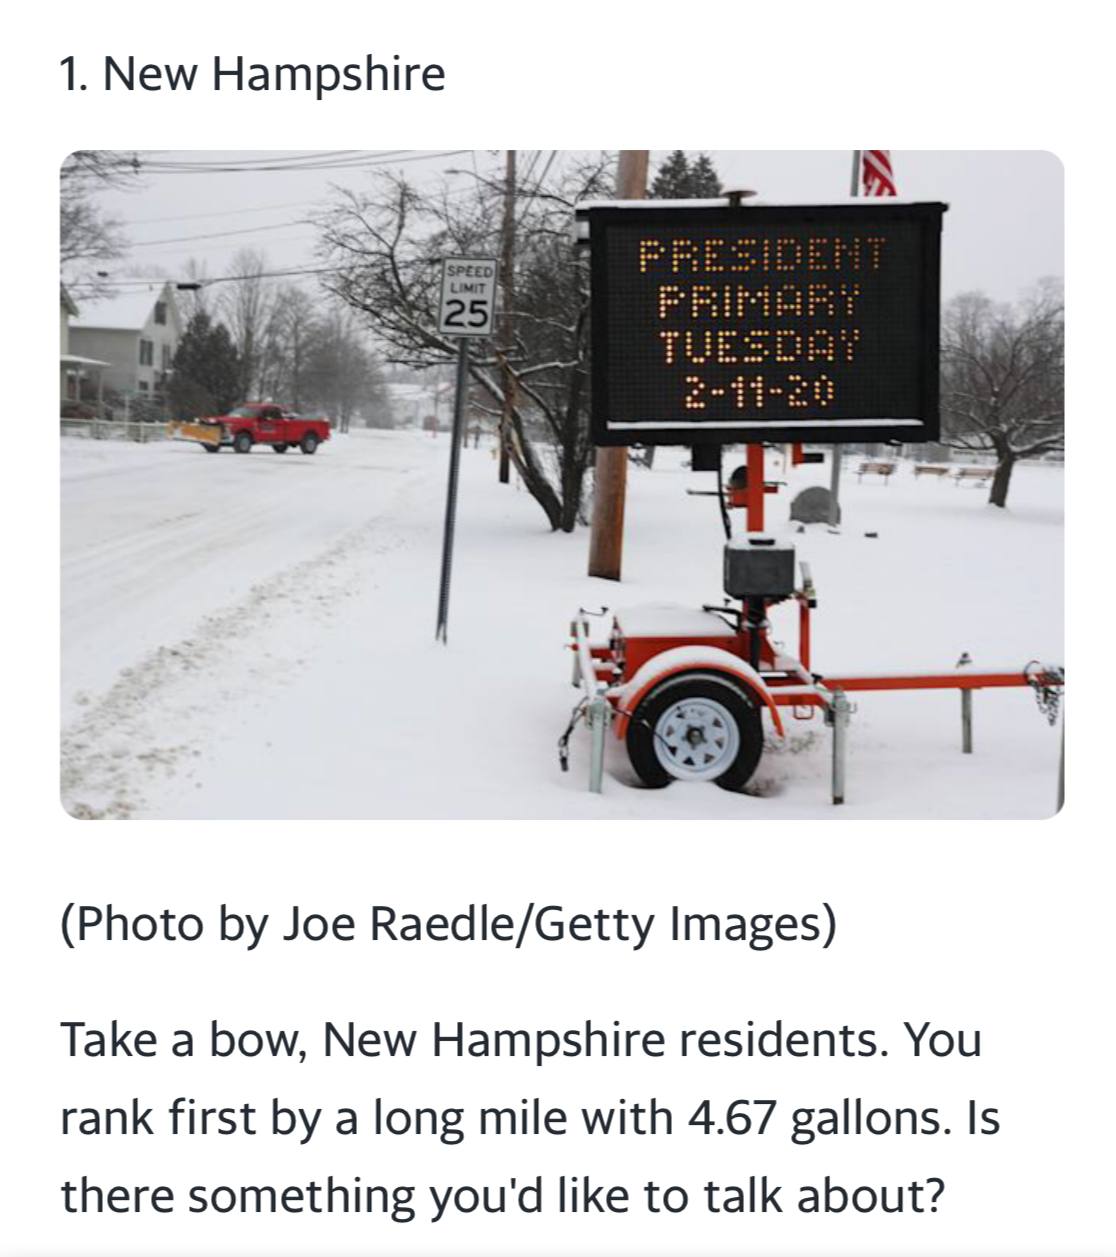 1. New Hampshire
SPEED
LIMIT
25
PRESIDENT
PRIMARY
TUESDAY
2-11-20
(Photo by Joe Raedle/Getty Images)
Take a bow, New Hampshire residents. You
rank first by a long mile with 4.67 gallons. Is
there something you'd like to talk about?